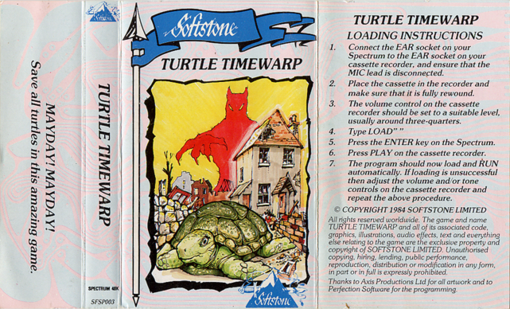 MAYDAY! MAYDAY!
Save all turtles in this amazing game.
Softstone
TURTLE TIMEWARP
SPECTRUM 48K
SFSP003
Softstone
TURTLE TIMEWARP
Softstone
TURTLE TIMEWARP
LOADING INSTRUCTIONS
1. Connect the EAR socket on your
Spectrum to the EAR socket on your
cassette recorder, and ensure that the
MIC lead is disconnected.
2. Place the cassette in the recorder and
make sure that it is fully rewound.
3. The volume control on the cassette
recorder should be set to a suitable level,
usually around three-quarters.
4. Type LOAD" "
5. Press the ENTER key on the Spectrum.
6. Press PLAY on the cassette recorder.
7. The program should now load and RUN
automatically. If loading is unsuccessful
then adjust the volume and/or tone
controls on the cassette recorder and
repeat the above procedure.
© COPYRIGHT 1984 SOFTSTONE LIMITED
All rights reserved worldwide. The game and name
TURTLE TIMEWARP and all of its associated code,
graphics, illustrations, audio effects, text and everything
else relating to the game are the exclusive property and
copyright of SOFTSTONE LIMITED. Unauthorised
copying, hiring, lending, public performance,
reproduction, distribution or modification in any form,
in part or in full is expressly prohibited.
Thanks to Axis Productions Ltd for all artwork and to
Perfection Software for the programming.